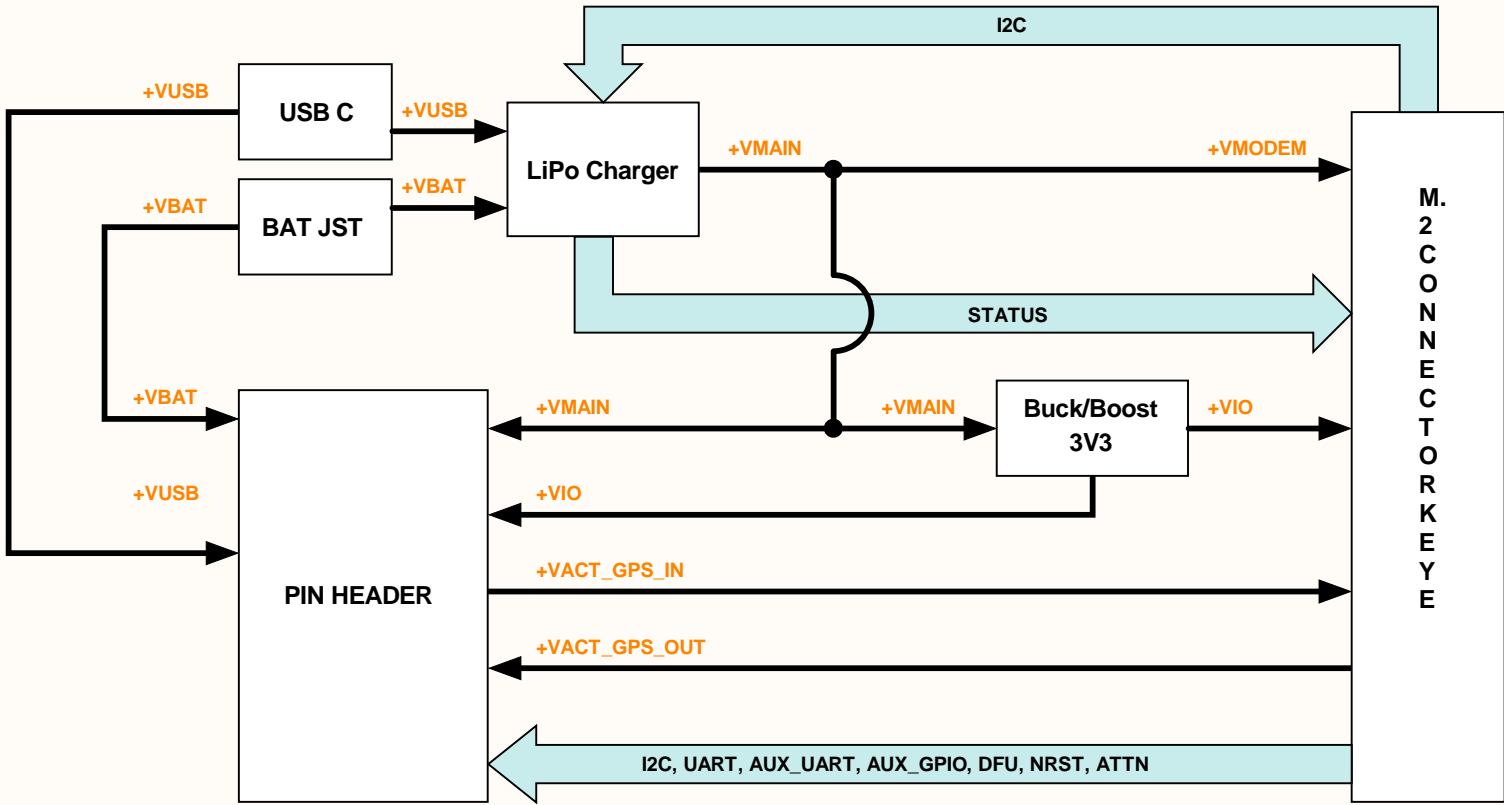 I2C
+VUSB
USB C
+VUSB
LiPo Charger
+VMAIN
+VMODEM
+VBAT
BAT JST
+VBAT
STATUS
M.
2
C
O
N
N
E
C
T
O
R
K
E
Y
E
+VBAT
+VMAIN
+VMAIN
Buck/Boost
3V3
+VIO
+VUSB
+VIO
PIN HEADER
+VACT_GPS_IN
+VACT_GPS_OUT
I2C, UART, AUX_UART, AUX_GPIO, DFU, NRST, ATTN